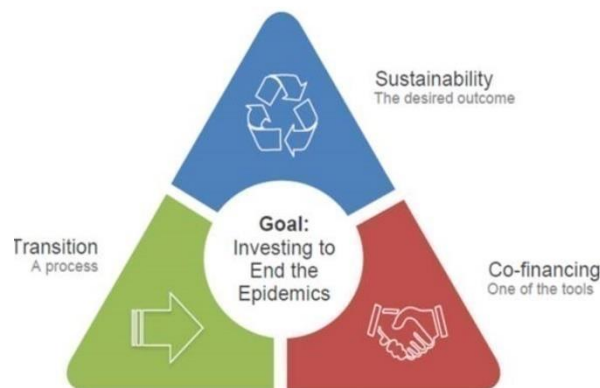 Sustainability
The desired outcome
Goal:
Investing to
End the
Epidemics
Transition
A process
Co-financing
One of the tools